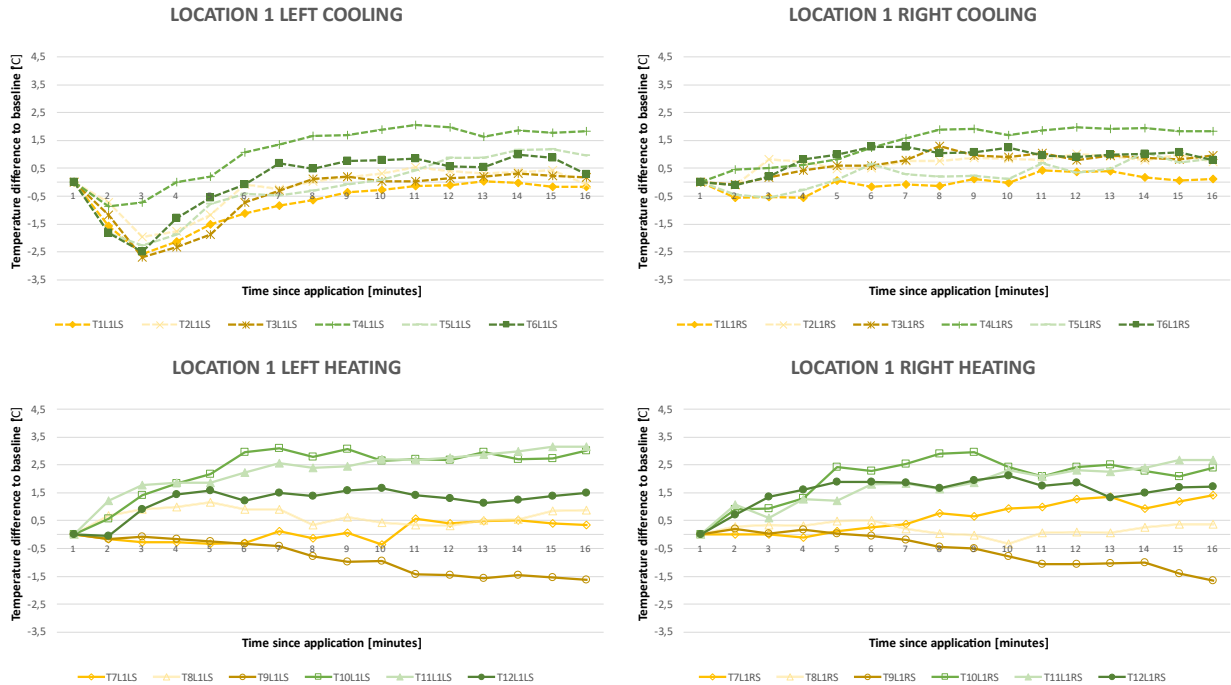 LOCATION 1 LEFT COOLING
Temperature difference to baseline [C]
4,5
3,5
2,5
1,5
0,5
-0,5
-1,5
-2,5
-3,5
1 2 3 4 5 6 7 8 9 10 11 12 13 14 15 16
Time since application [minutes]
T1L1LS T2L1LS T3L1LS T4L1LS T5L1LS T6L1LS
LOCATION 1 RIGHT COOLING
Temperature difference to baseline [C]
4,5
3,5
2,5
1,5
0,5
-0,5
-1,5
-2,5
-3,5
1 2 3 4 5 6 7 8 9 10 11 12 13 14 15 16
Time since application [minutes]
T1L1RS T2L1RS T3L1RS T4L1RS T5L1RS T6L1RS
LOCATION 1 LEFT HEATING
Temperature difference to baseline [C]
4,5
3,5
2,5
1,5
0,5
-0,5
-1,5
-2,5
-3,5
1 2 3 4 5 6 7 8 9 10 11 12 13 14 15 16
Time since application [minutes]
T7L1LS T8L1LS T9L1LS T10L1LS T11L1LS T12L1LS
LOCATION 1 RIGHT HEATING
Temperature difference to baseline [C]
4,5
3,5
2,5
1,5
0,5
-0,5
-1,5
-2,5
-3,5
1 2 3 4 5 6 7 8 9 10 11 12 13 14 15 16
Time since application [minutes]
T7L1RS T8L1RS T9L1RS T10L1RS T11L1RS T12L1RS